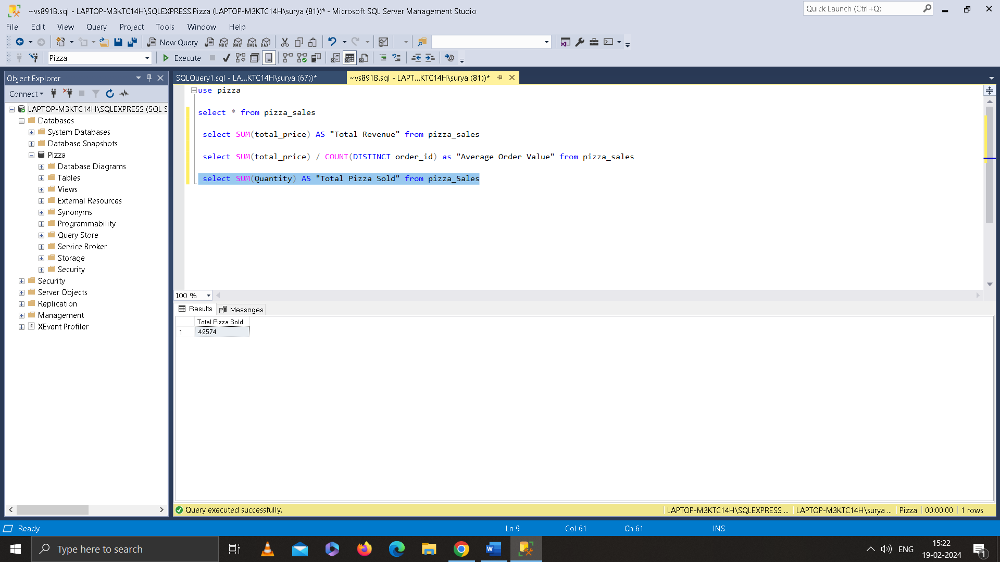 ~vs891B.sql - LAPTOP-M3KTC14H\SQLEXPRESS.Pizza (LAPTOP-M3KTC14H\surya (81))* - Microsoft SQL Server Management Studio
Quick Launch (Ctrl+Q)
File Edit View Query Project Tools Window Help
New Query MDX DMX XMLA DAX
Pizza Execute
Object Explorer
SQLQuery1.sql - LA...KTC14H\surya (67))*
~vs891B.sql - LAPT...KTC14H\surya (81))*
Connect
LAPTOP-M3KTC14H\SQLEXPRESS (SQL S
Databases
System Databases
Database Snapshots
Pizza
Database Diagrams
Tables
Views
External Resources
Synonyms
Programmability
Query Store
Service Broker
Storage
Security
Security
Server Objects
Replication
Management
XEvent Profiler
use pizza
select * from pizza_sales
select SUM(total_price) AS "Total Revenue" from pizza_sales
select SUM(total_price) / COUNT(DISTINCT order_id) as "Average Order Value" from pizza_sales
select SUM(Quantity) AS "Total Pizza Sold" from pizza_Sales
100 %
Results Messages
Total Pizza Sold
1 49574
Query executed successfully.
LAPTOP-M3KTC14H\SQLEXPRESS ... LAPTOP-M3KTC14H\surya ... Pizza 00:00:00 1 rows
Ready Ln 9 Col 61 Ch 61 INS
Type here to search
ENG
15:22
19-02-2024
1